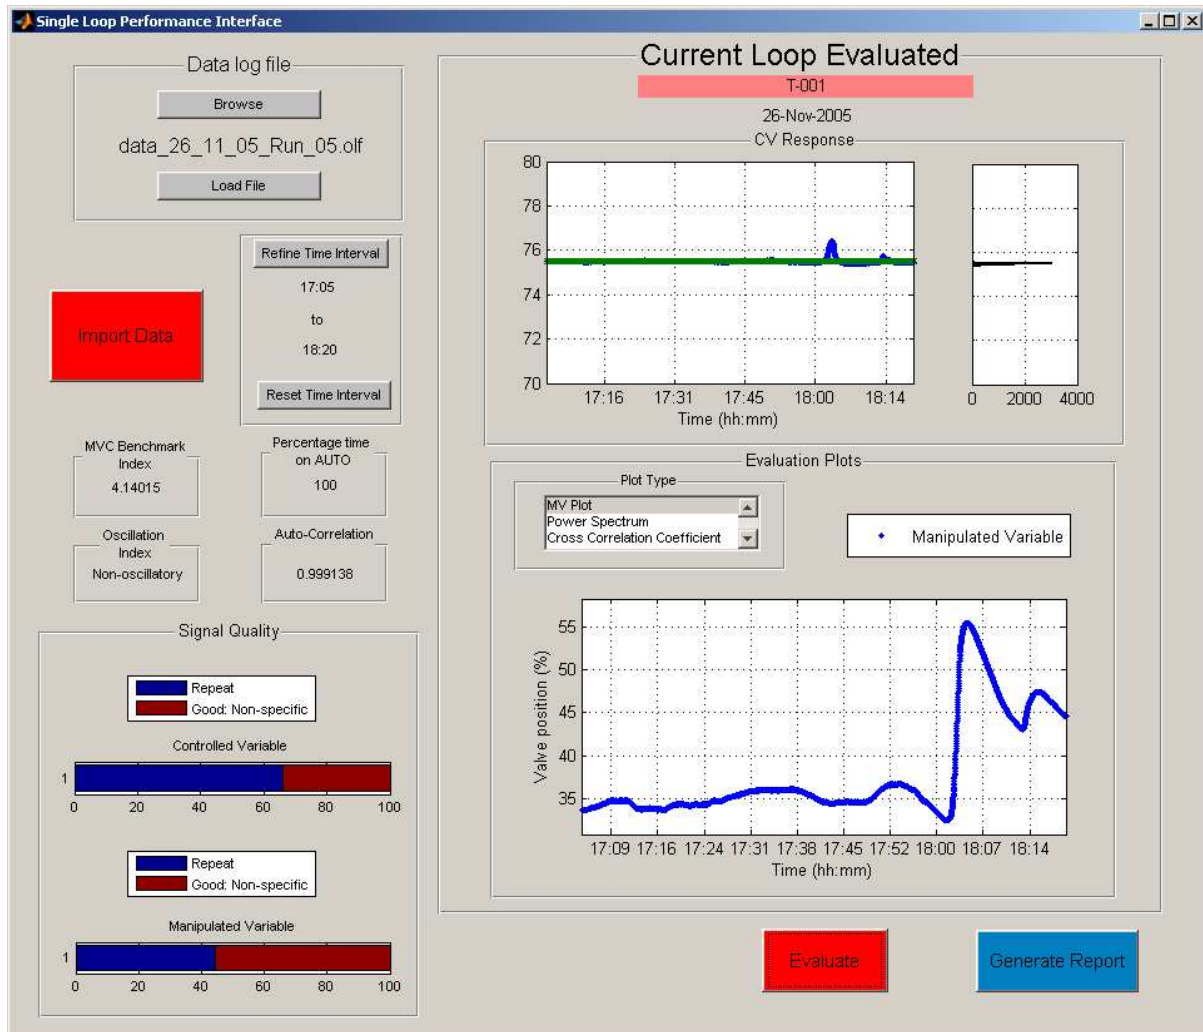 Single Loop Performance Interface
Data log file
Browse
data_26_11_05_Run_05.olf
Load File
Import Data
Refine Time Interval
17:05
to
18:20
Reset Time Interval
MVC Benchmark
Index
4.14015
Percentage time
on AUTO
100
Oscillation
Index
Non-oscillatory
Auto-Correlation
0.999138
Signal Quality
Repeat
Good: Non-specific
Controlled Variable
1
0 20 40 60 80 100
Repeat
Good: Non-specific
Manipulated Variable
1
0 20 40 60 80 100
Current Loop Evaluated
T-001
26-Nov-2005
CV Response
80
78
76
74
72
70
17:16 17:31 17:45 18:00 18:14
Time (hh:mm)
0 2000 4000
Evaluation Plots
Plot Type
MV Plot
Power Spectrum
Cross Correlation Coefficient
Manipulated Variable
Valve position (%)
55
50
45
40
35
17:09 17:16 17:24 17:31 17:38 17:45 17:52 18:00 18:07 18:14
Time (hh:mm)
Evaluate
Generate Report